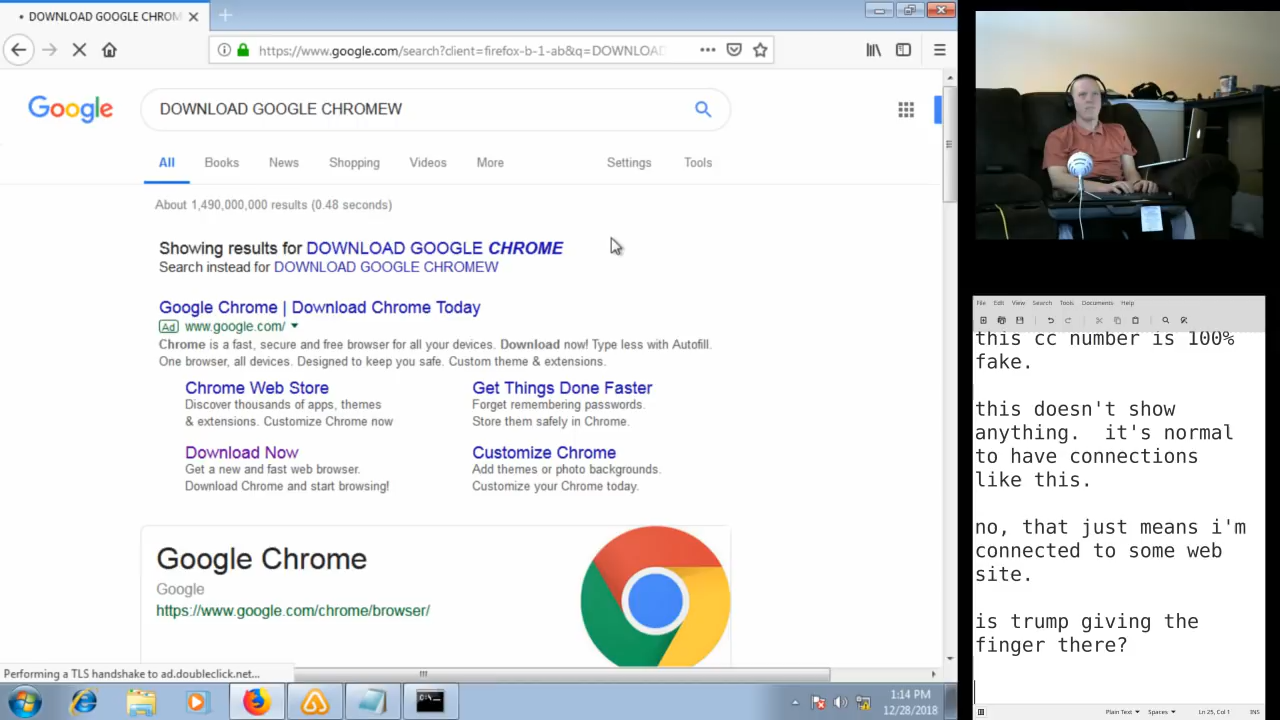 DOWNLOAD GOOGLE CHROM
https://www.google.com/search?client=firefox-b-1-ab&q=DOWNLOA
Google
DOWNLOAD GOOGLE CHROMEW
All Books News Shopping Videos More Settings Tools
About 1,490,000,000 results (0.48 seconds)
Showing results for DOWNLOAD GOOGLE CHROME
Search instead for DOWNLOAD GOOGLE CHROMEW
Google Chrome | Download Chrome Today
Ad www.google.com/
Chrome is a fast, secure and free browser for all your devices. Download now! Type less with Autofill.
One browser, all devices. Designed to keep you safe. Custom theme & extensions.
Chrome Web Store
Discover thousands of apps, themes
& extensions. Customize Chrome now
Get Things Done Faster
Forget remembering passwords.
Store them safely in Chrome.
Download Now
Get a new and fast web browser.
Download Chrome and start browsing!
Customize Chrome
Add themes or photo backgrounds.
Customize your Chrome today.
Google Chrome
Google
https://www.google.com/chrome/browser/
Performing a TLS handshake to ad.doubleclick.net...
1:14 PM
12/28/2018
File Edit View Search Tools Documents Help
this cc number is 100%
fake.
this doesn't show
anything. it's normal
to have connections
like this.
no, that just means i'm
connected to some web
site.
is trump giving the
finger there?
Plain Text Spaces Ln 25, Col 1 INS